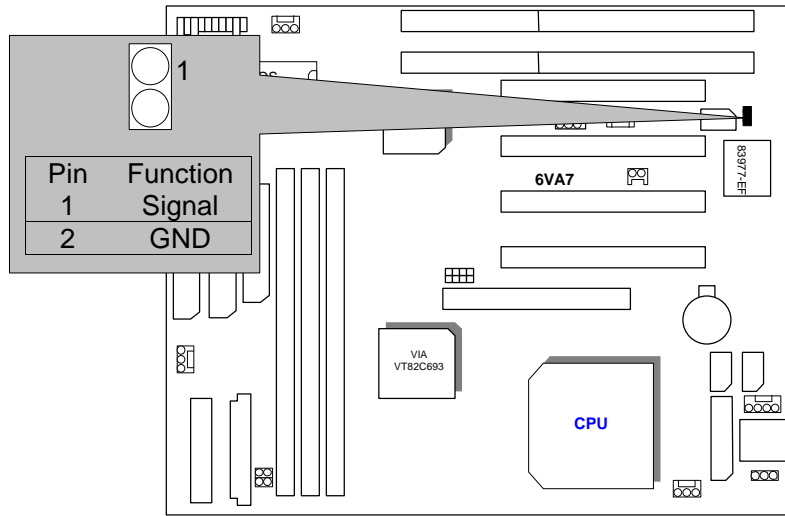 1
Pin Function
1 Signal
2 GND
6VA7
83977-EF
VIA
VT82C693
CPU